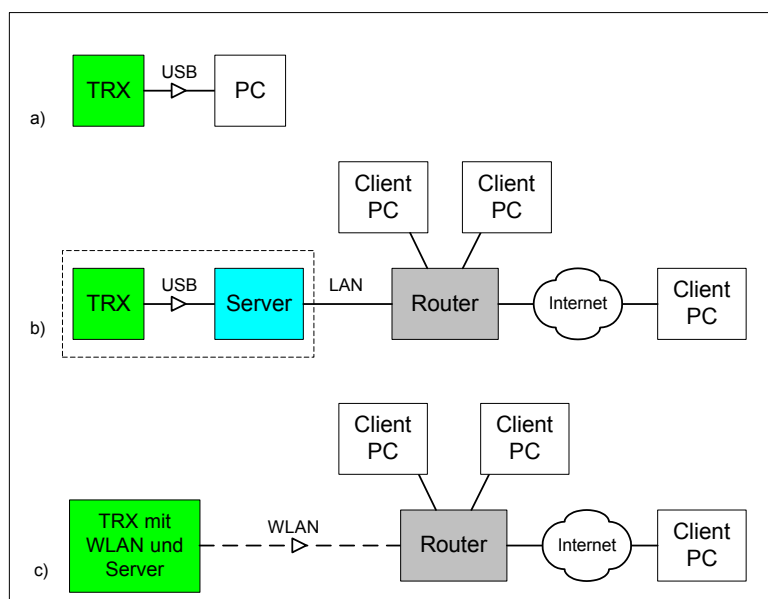 USB
TRX
PC
a)
Client
PC
Client
PC
USB
LAN
TRX
Server
Router
Internet
Client
PC
b)
Client
PC
Client
PC
TRX mit
WLAN und
Server
WLAN
Router
Internet
Client
PC
c)